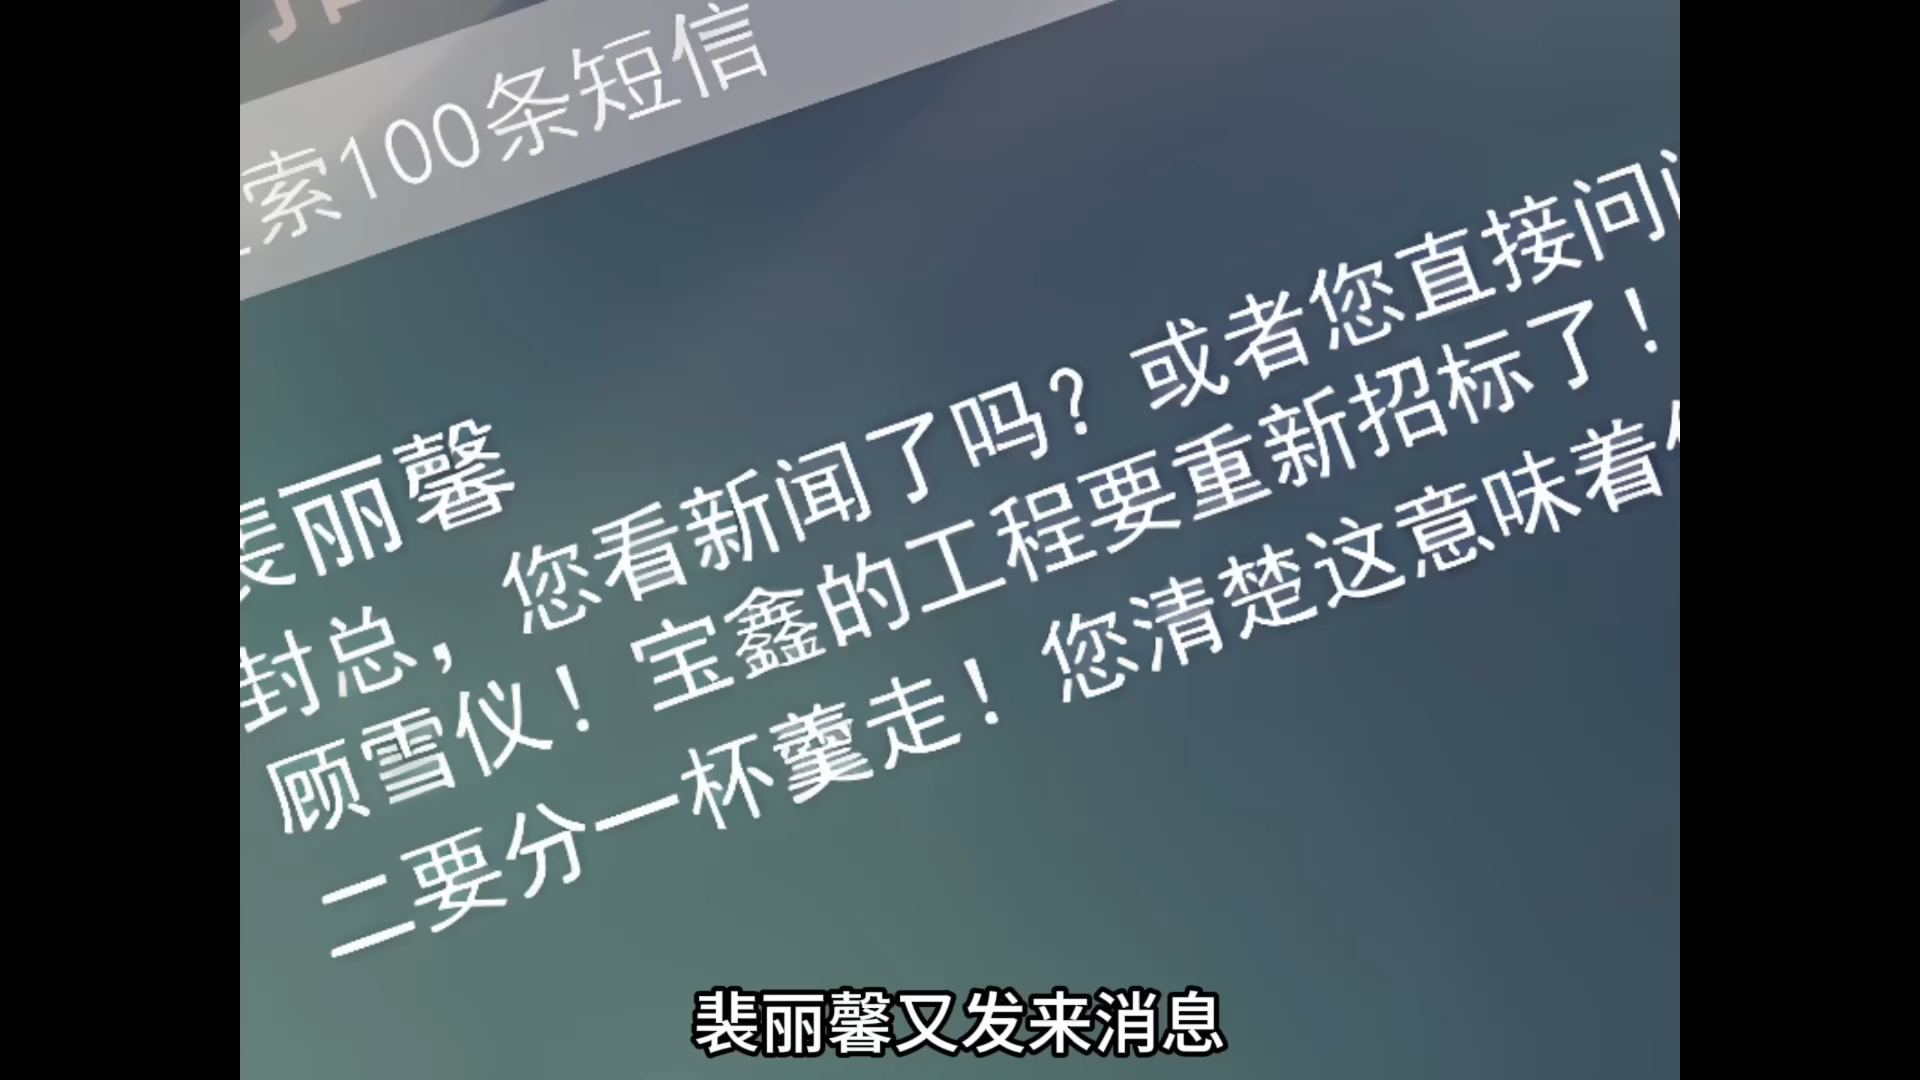 索100条短信
裴丽馨
封总，您看新闻了吗？或者您直接问问
顾雪仪！宝鑫的工程要重新招标了！
二要分一杯羹走！您清楚这意味着什
裴丽馨又发来消息